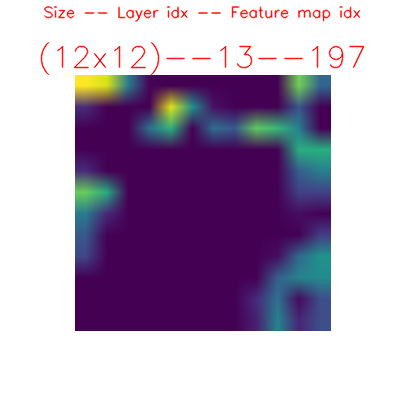 Size -- Layer idx -- Feature map idx
(12x12)--13--197